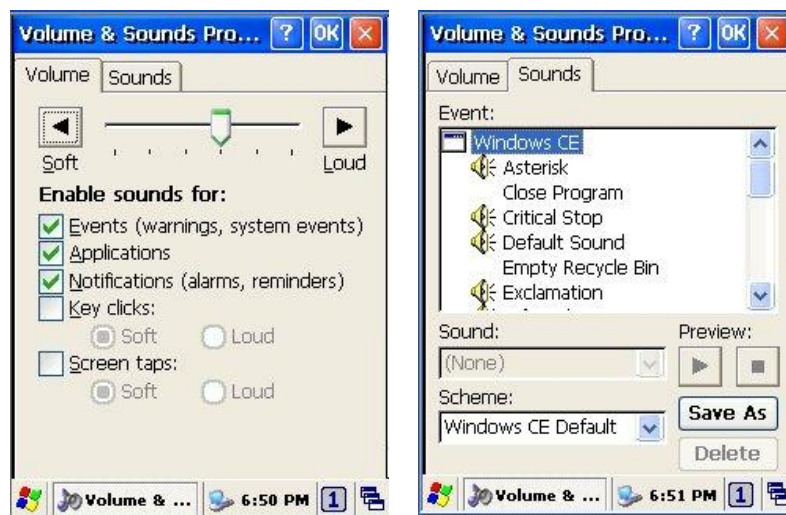 Volume & Sounds Pro... ? OK
Volume Sounds
Soft Loud
Enable sounds for:
Events (warnings, system events)
Applications
Notifications (alarms, reminders)
Key clicks:
Soft Loud
Screen taps:
Soft Loud
Volume & ... 6:50 PM 1
Volume & Sounds Pro... ? OK
Volume Sounds
Event:
Windows CE
Asterisk
Close Program
Critical Stop
Default Sound
Empty Recycle Bin
Exclamation
Sound: Preview:
(None)
Scheme:
Windows CE Default Save As
Delete
Volume & ... 6:51 PM 1